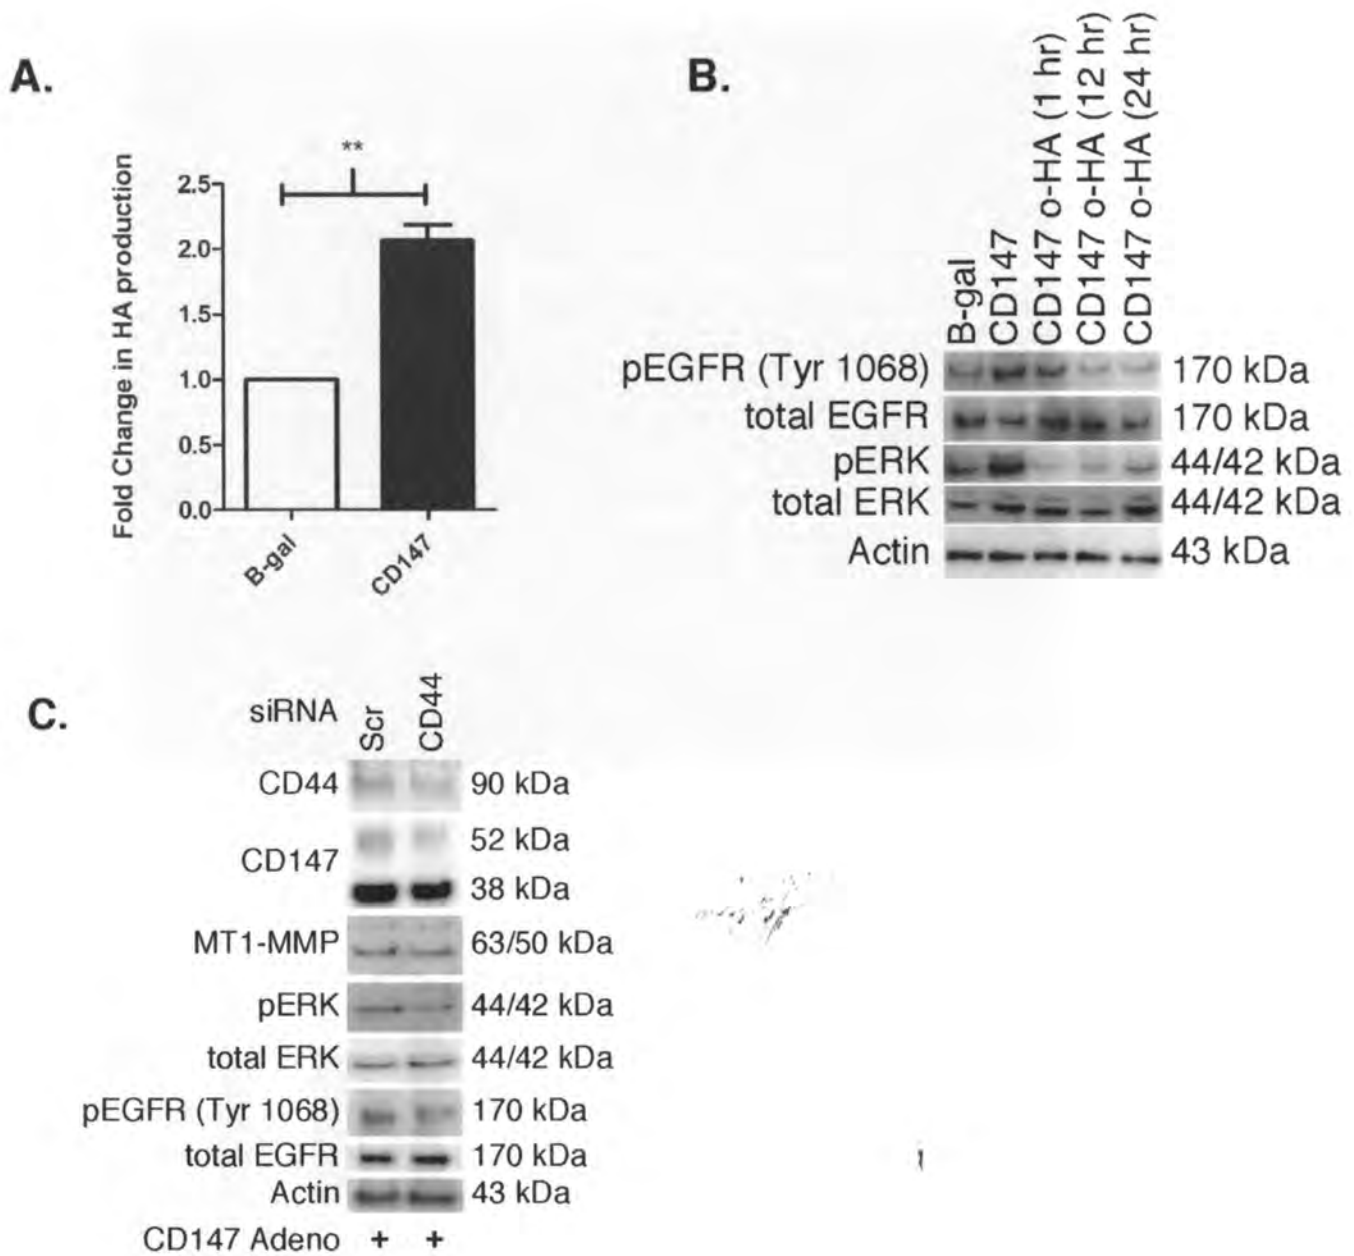 A.
**
Fold Change in HA production
2.5
2.0
1.5
1.0
0.5
0.0
B-gal
CD147
B.
B-gal
CD147
CD147 o-HA (1 hr)
CD147 o-HA (12 hr)
CD147 o-HA (24 hr)
pEGFR (Tyr 1068) 170 kDa
total EGFR 170 kDa
pERK 44/42 kDa
total ERK 44/42 kDa
Actin 43 kDa
C.
siRNA Scr CD44
CD44 90 kDa
CD147 52 kDa
38 kDa
MT1-MMP 63/50 kDa
pERK 44/42 kDa
total ERK 44/42 kDa
pEGFR (Tyr 1068) 170 kDa
total EGFR 170 kDa
Actin 43 kDa
CD147 Adeno + +